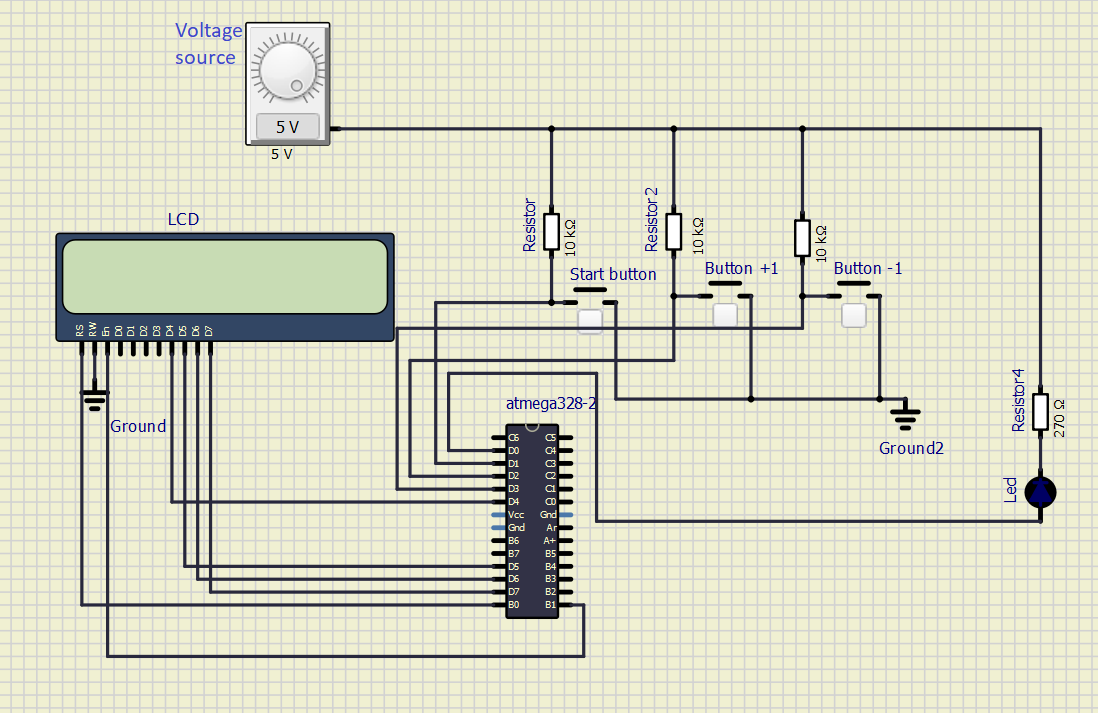 Voltage
source
5 V
5 V
LCD
RS RW En D0 D1 D2 D3 D4 D5 D6 D7
Ground
Resistor
10 kΩ
Resistor2
10 kΩ
10 kΩ
Start button
Button +1
Button -1
Ground2
Resistor4
270 Ω
Led
atmega328-2
C6 C5
D0 C4
D1 C3
D2 C2
D3 C1
D4 C0
Vcc Gnd
Gnd Ar
B6 A+
B7 B5
D5 B4
D6 B3
D7 B2
B0 B1